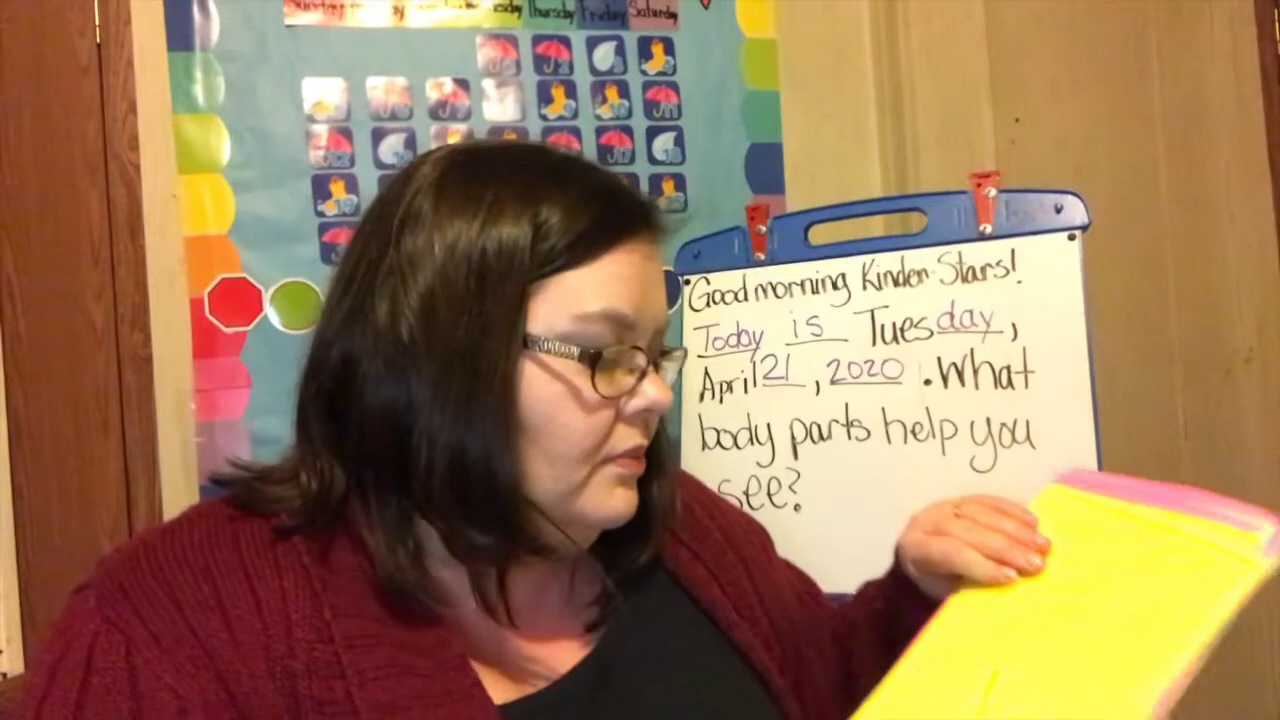 Thursday Friday Saturday
Good morning Kinder-Stars!
Today is Tuesday,
April 21, 2020. What
body parts help you
see?